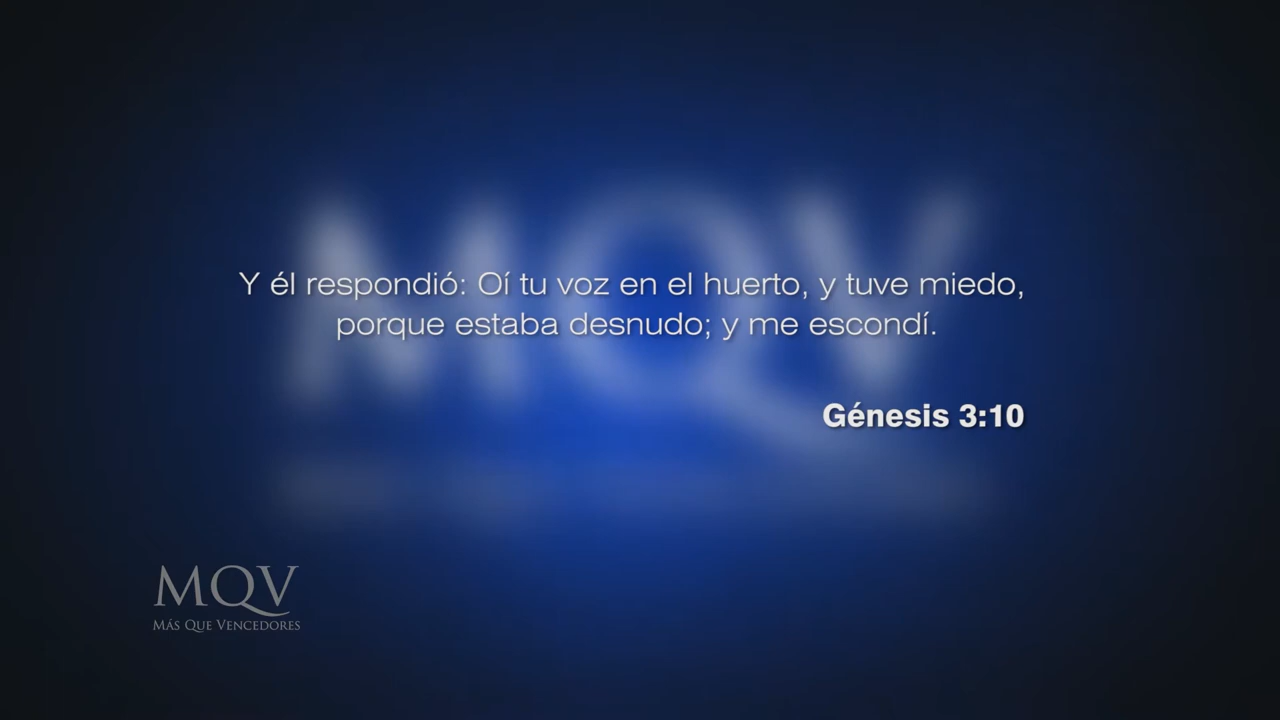 Y él respondió: Oí tu voz en el huerto, y tuve miedo,
porque estaba desnudo; y me escondí.
Génesis 3:10
MQV
MQV
MÁS QUE VENCEDORES